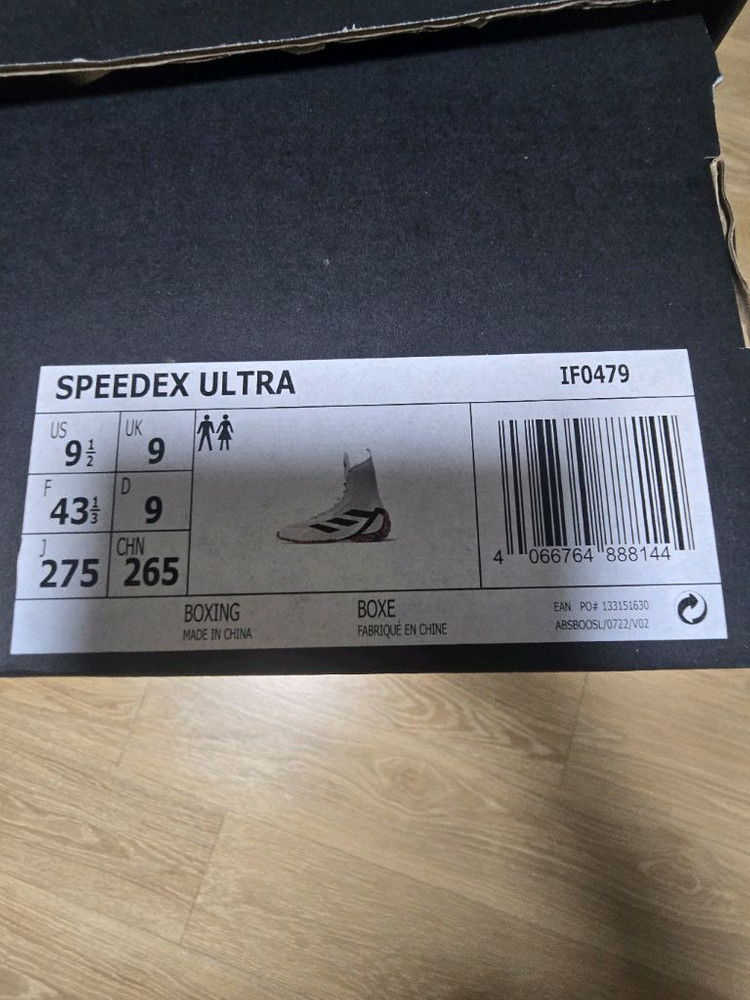 SPEEDEX ULTRA
IF0479
US 9 1/2
UK 9
F 43 1/3
D 9
J 275
CHN 265
4 066764 888144
BOXING
MADE IN CHINA
BOXE
FABRIQUÉ EN CHINE
EAN PO# 133151630
ABSBOOSL/0722/V02